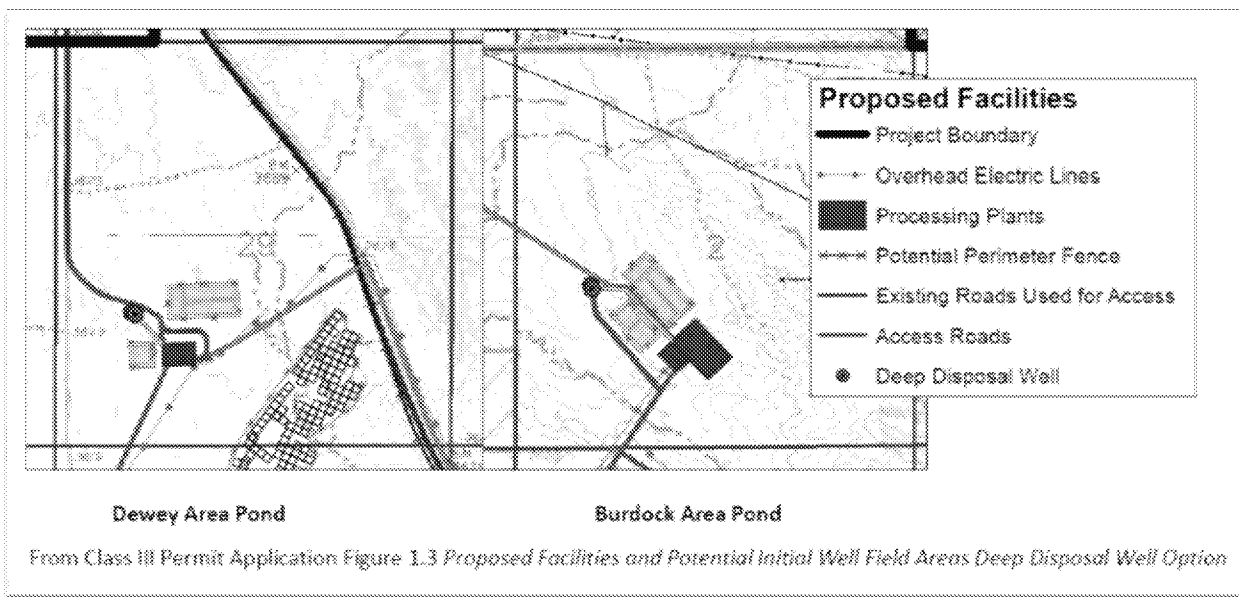 29
2
Proposed Facilities
Project Boundary
Overhead Electric Lines
Processing Plants
Potential Perimeter Fence
Existing Roads Used for Access
Access Roads
Deep Disposal Well
Dewey Area Pond
Burdock Area Pond
From Class III Permit Application Figure 1.3 Proposed Facilities and Potential Initial Well Field Areas Deep Disposal Well Option